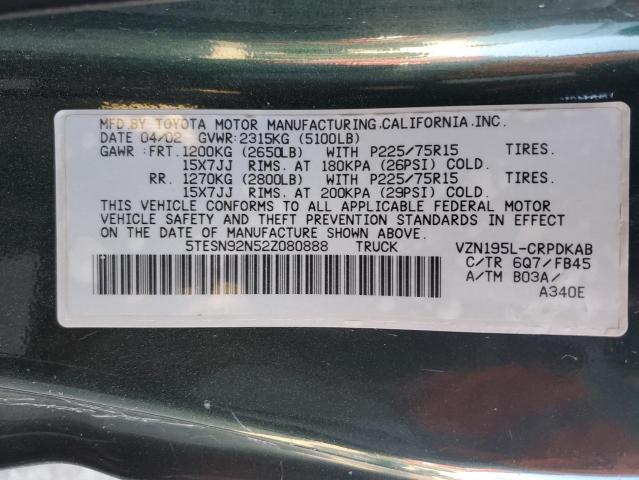 MFD BY TOYOTA MOTOR MANUFACTURING.CALIFORNIA.INC.
DATE 04/02 GVWR:2315KG (5100LB)
GAWR : FRT.1200KG (2650LB) WITH P225/75R15 TIRES.
15X7JJ RIMS. AT 180KPA (26PSI) COLD.
RR. 1270KG (2800LB) WITH P225/75R15 TIRES.
15X7JJ RIMS. AT 200KPA (29PSI) COLD.
THIS VEHICLE CONFORMS TO ALL APPLICABLE FEDERAL MOTOR
VEHICLE SAFETY AND THEFT PREVENTION STANDARDS IN EFFECT
ON THE DATE OF MANUFACTURE SHOWN ABOVE.
5TESN92N52Z080888 TRUCK VZN195L-CRPDKAB
C/TR 6Q7/FB45
A/TM B03A/
A340E